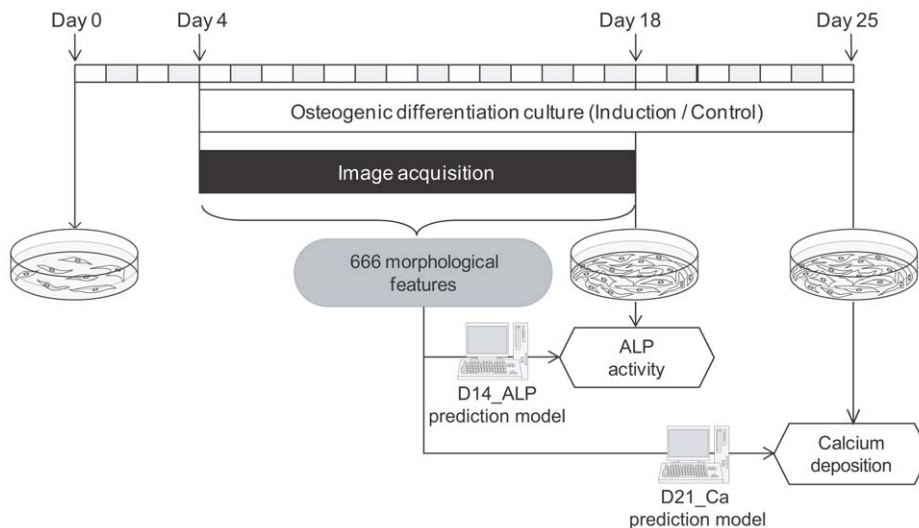 Day 0
Day 4
Day 18
Day 25
Osteogenic differentiation culture (Induction / Control)
Image acquisition
666 morphological
features
ALP
activity
D14_ALP
prediction model
Calcium
deposition
D21_Ca
prediction model